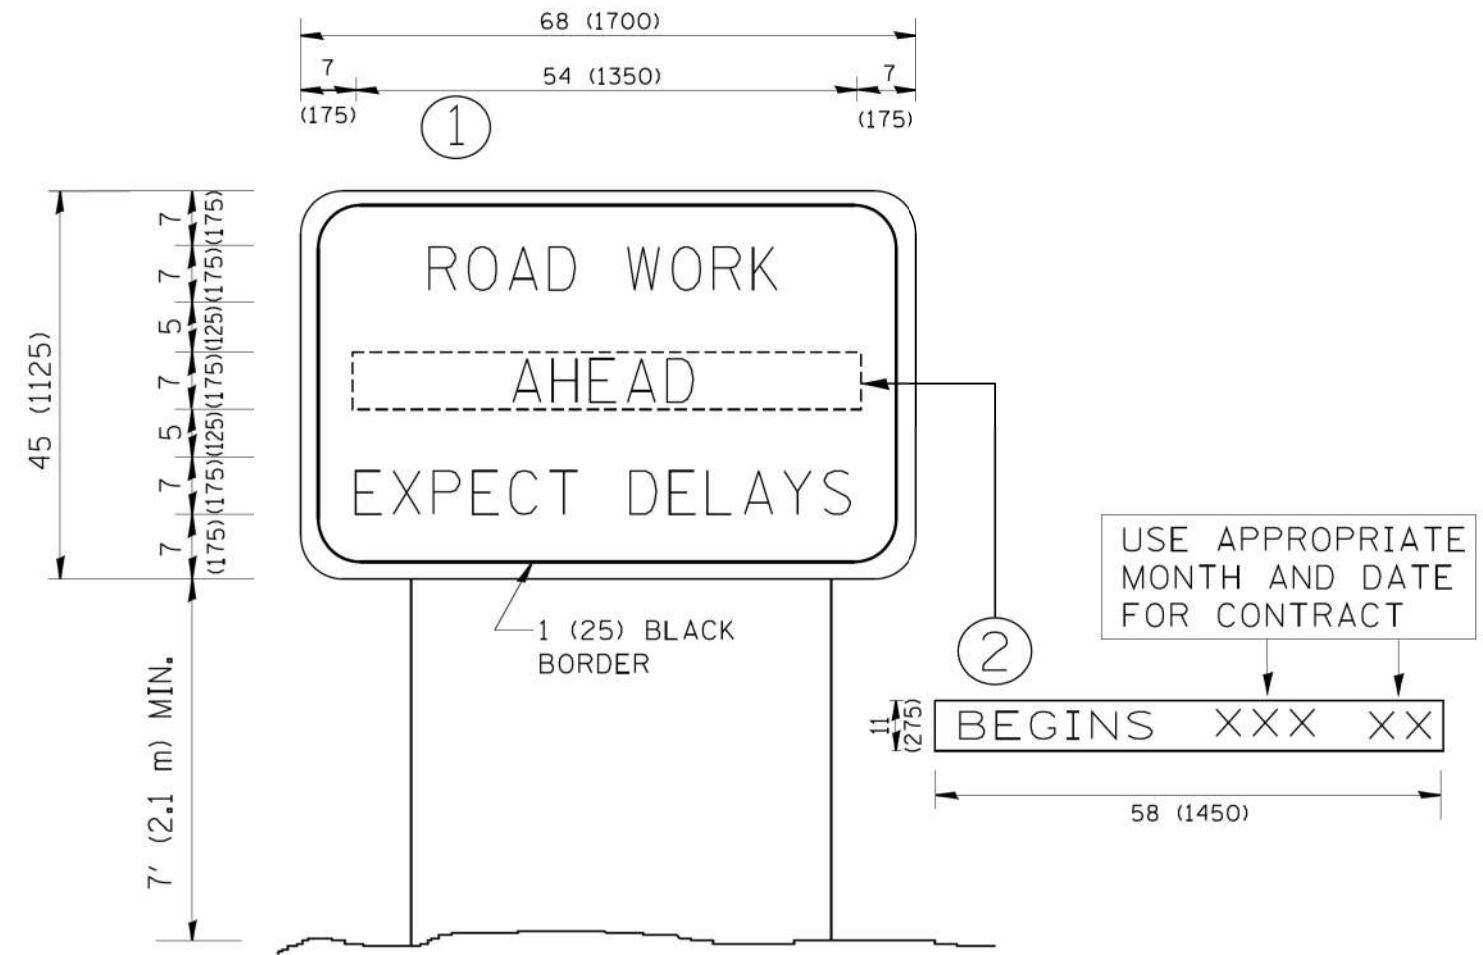 68 (1700)
7
54 (1350)
7
(175)
(175)
1
45 (1125)
7 (175)
7 (175)
5 (125)
7 (175)
5 (125)
7 (175)
7 (175)
ROAD WORK
AHEAD
EXPECT DELAYS
1 (25) BLACK
BORDER
7' (2.1 m) MIN.
USE APPROPRIATE
MONTH AND DATE
FOR CONTRACT
2
11
(275)
BEGINS XXX XX
58 (1450)